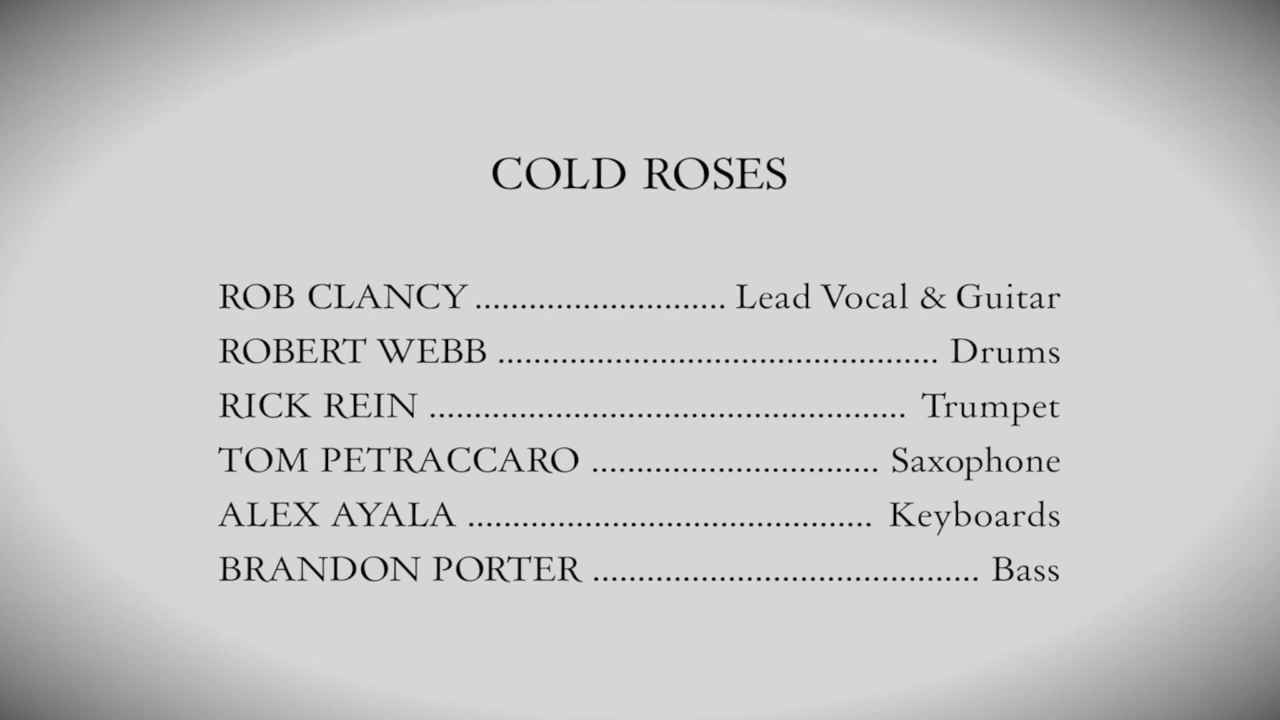 COLD ROSES
ROB CLANCY ............................ Lead Vocal & Guitar
ROBERT WEBB ................................................. Drums
RICK REIN ..................................................... Trumpet
TOM PETRACCARO ................................ Saxophone
ALEX AYALA ............................................. Keyboards
BRANDON PORTER ........................................... Bass